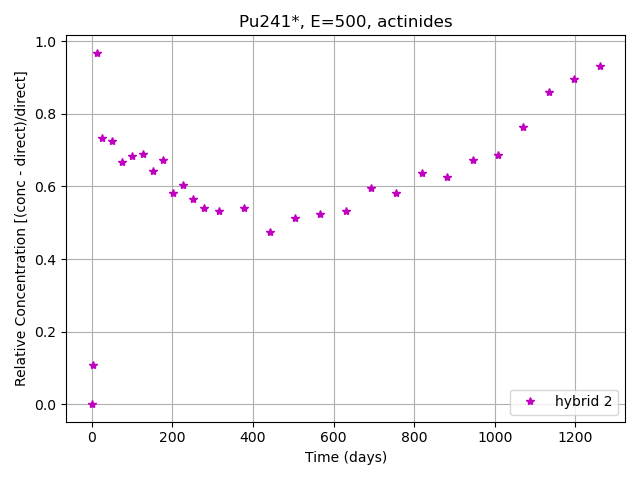 Pu241*, E=500, actinides
Relative Concentration [(conc - direct)/direct]
1.0
0.8
0.6
0.4
0.2
0.0
hybrid 2
0 200 400 600 800 1000 1200
Time (days)